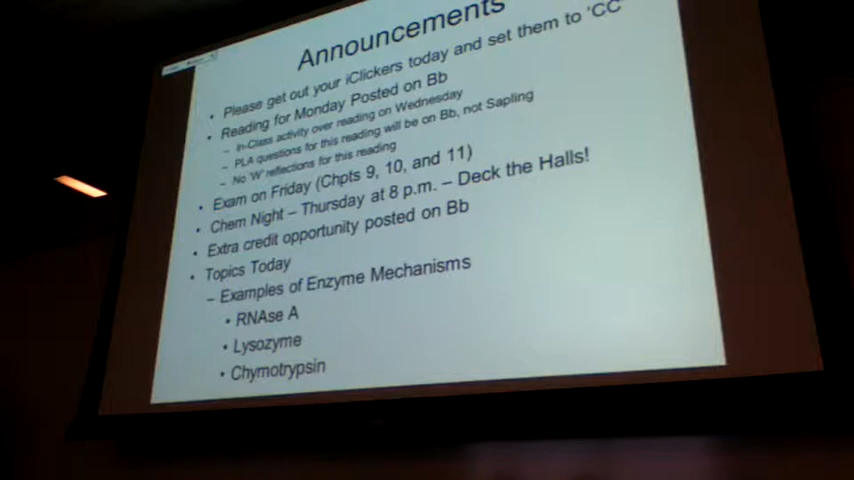 Announcements
• Please get out your iClickers today and set them to 'CC'
• Reading for Monday Posted on Bb
– In-Class activity over reading on Wednesday
– PLA questions for this reading will be on Bb, not Sapling
– No 'W' reflections for this reading
• Exam on Friday (Chpts 9, 10, and 11)
• Chem Night – Thursday at 8 p.m. – Deck the Halls!
• Extra credit opportunity posted on Bb
• Topics Today
– Examples of Enzyme Mechanisms
• RNAse A
• Lysozyme
• Chymotrypsin